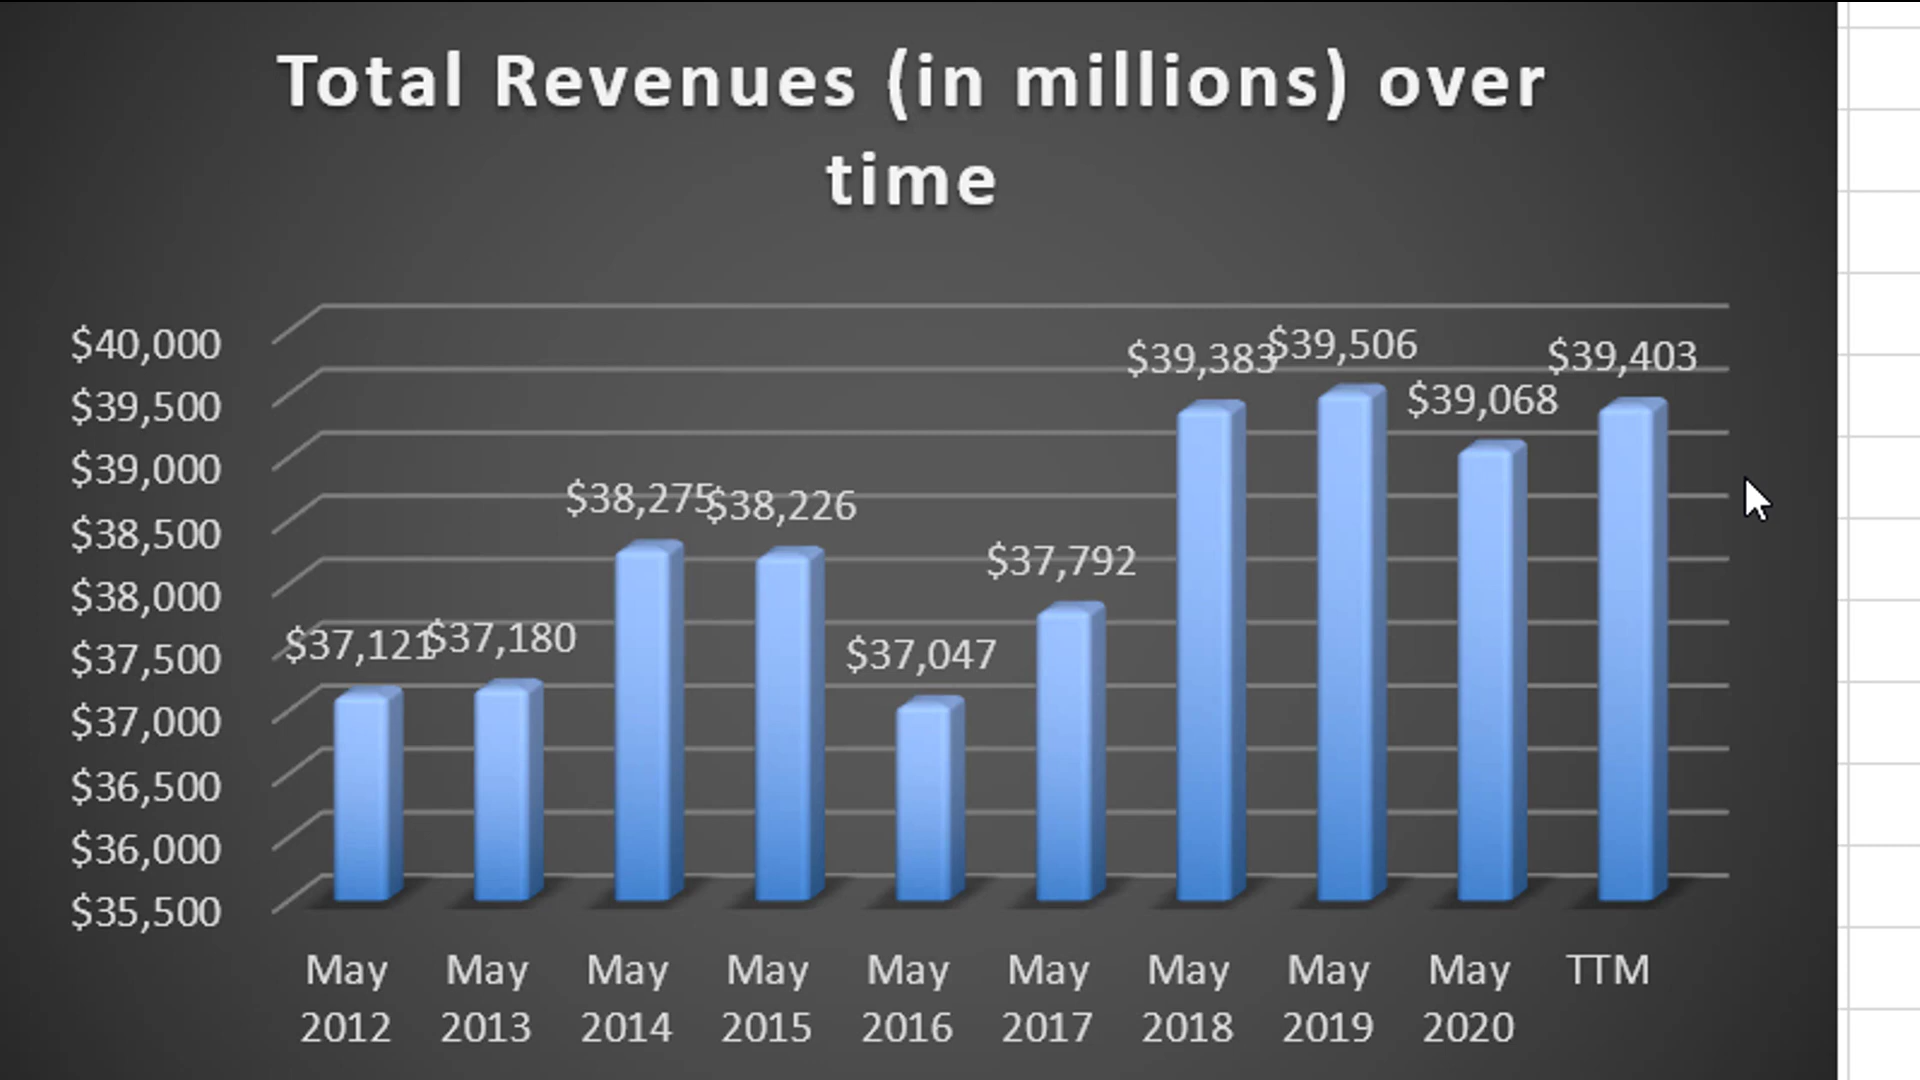 Total Revenues (in millions) over
time
$40,000
$39,500
$39,000
$38,500
$38,000
$37,500
$37,000
$36,500
$36,000
$35,500
$37,121
$37,180
$38,275
$38,226
$37,047
$37,792
$39,383
$39,506
$39,068
$39,403
May
2012
May
2013
May
2014
May
2015
May
2016
May
2017
May
2018
May
2019
May
2020
TTM